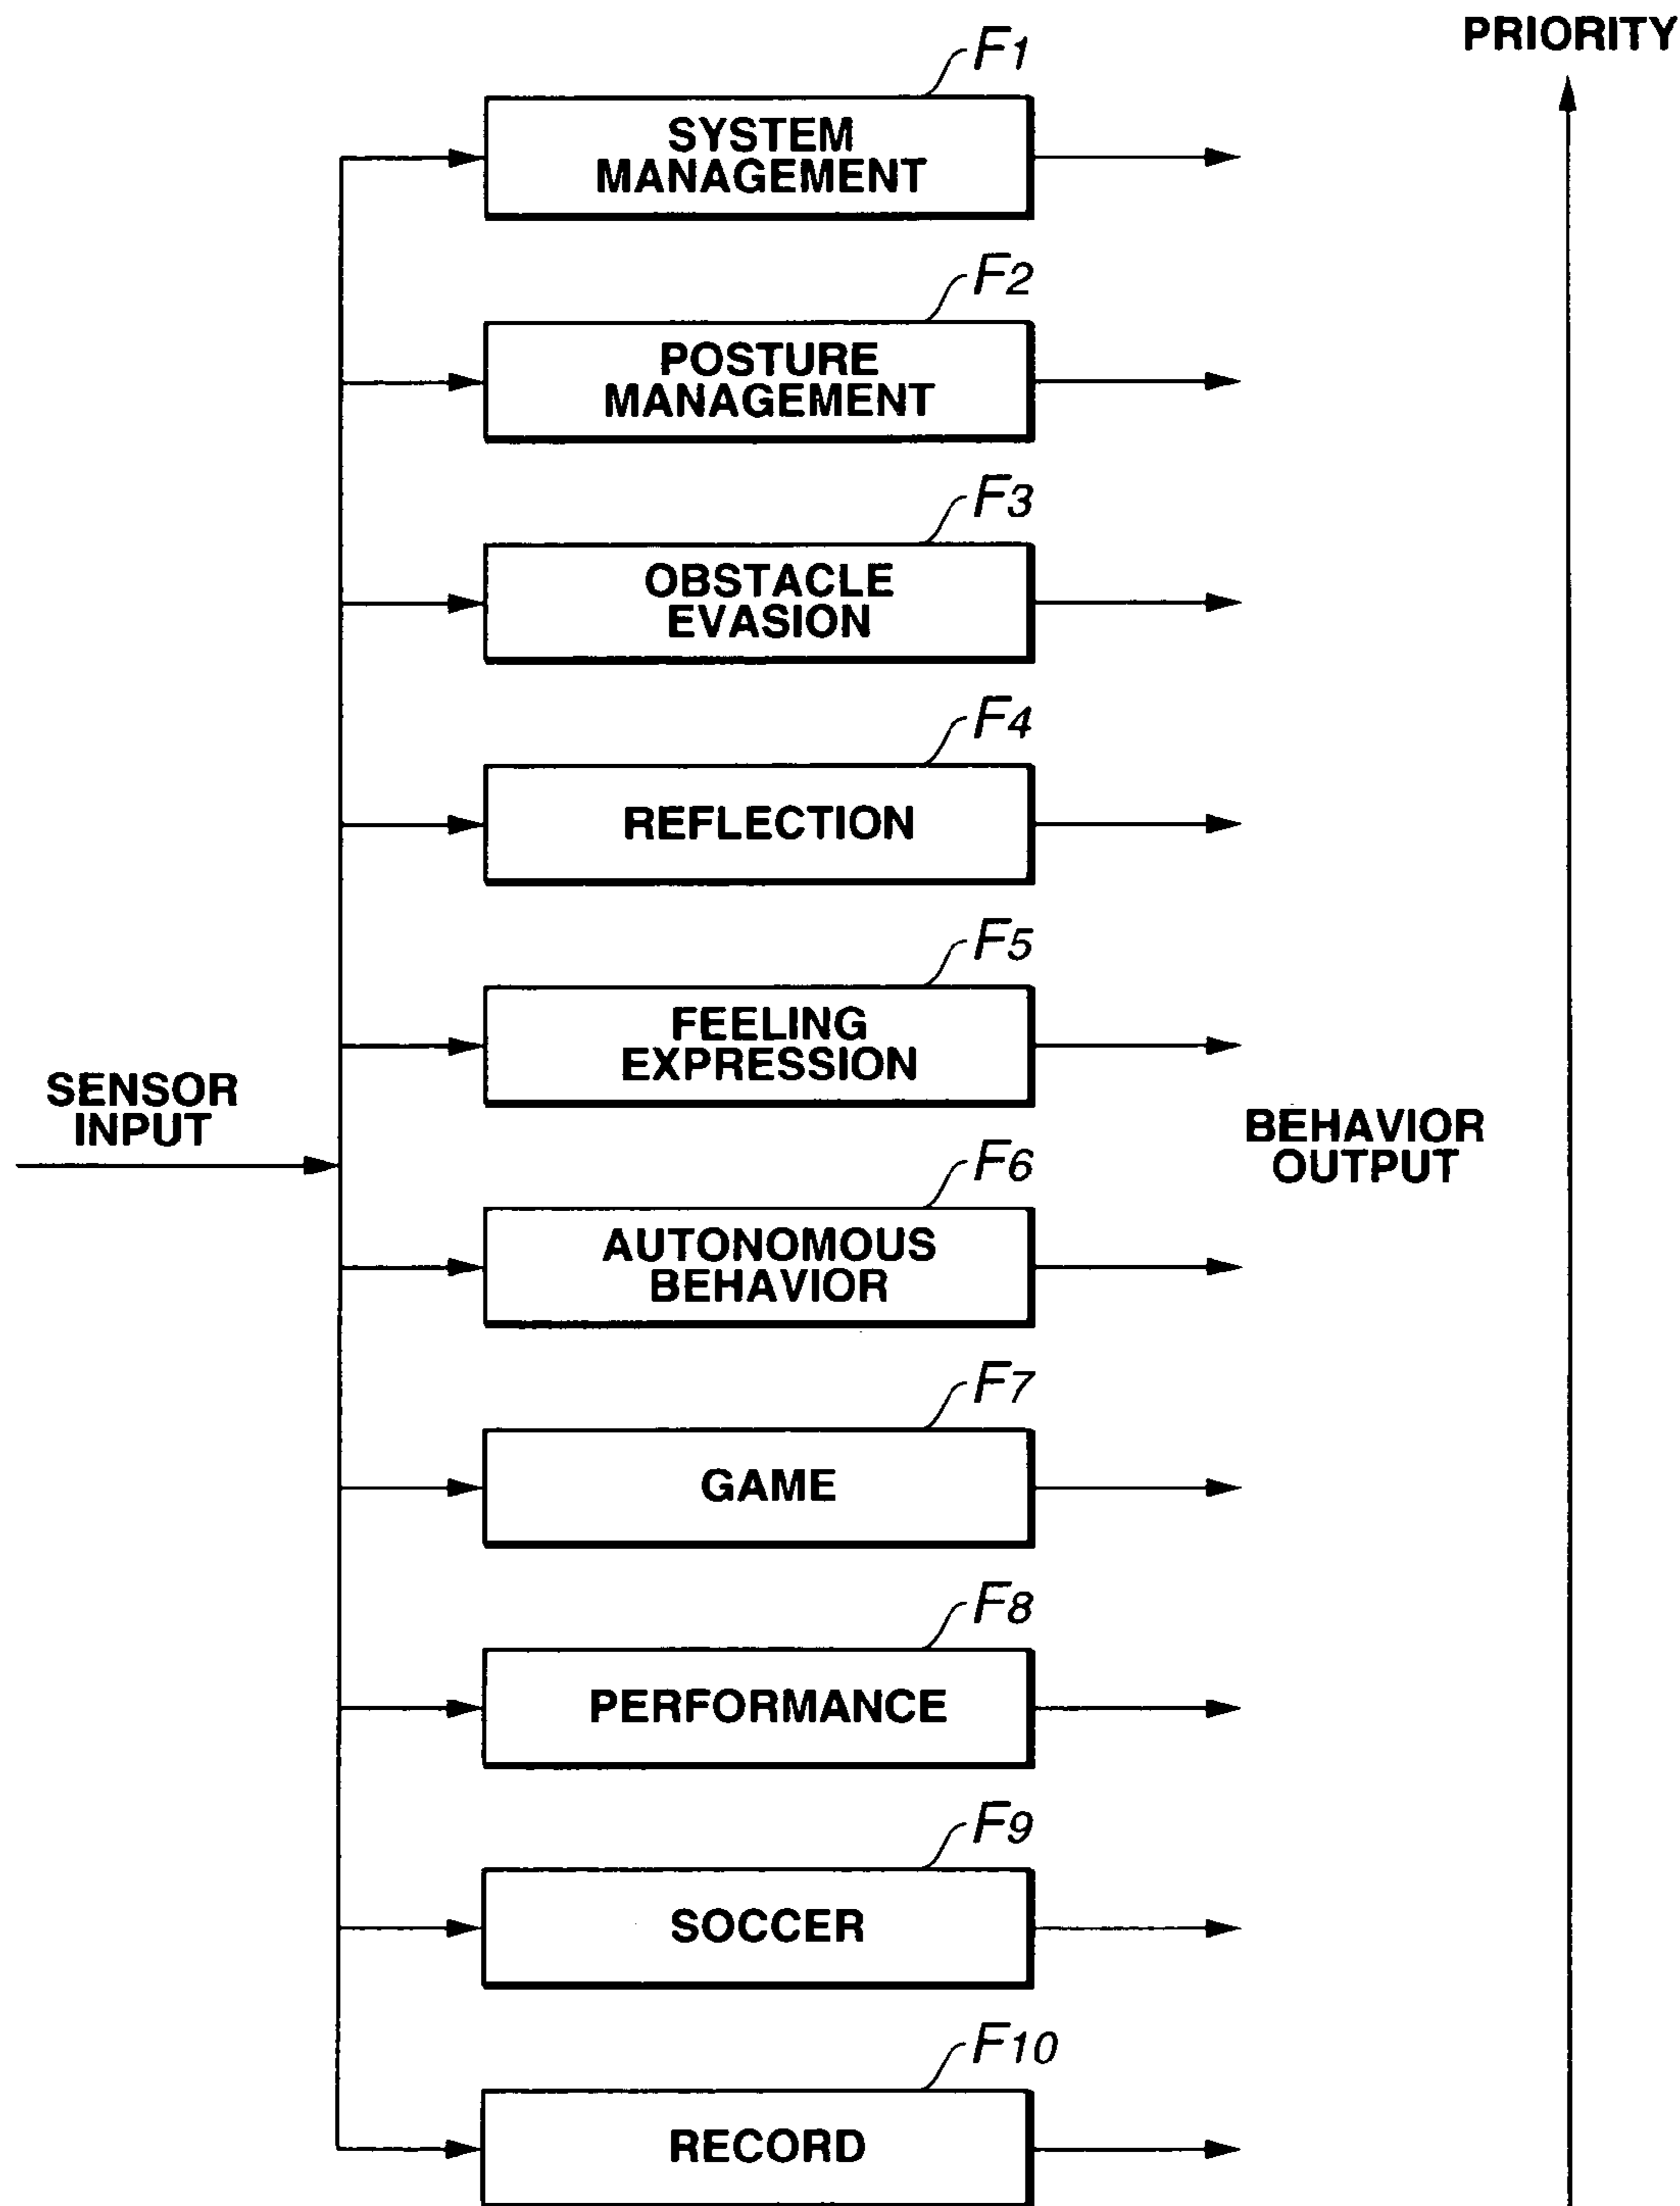 PRIORITY
F1
SYSTEM
MANAGEMENT
F2
POSTURE
MANAGEMENT
F3
OBSTACLE
EVASION
F4
REFLECTION
F5
FEELING
EXPRESSION
SENSOR
INPUT
BEHAVIOR
OUTPUT
F6
AUTONOMOUS
BEHAVIOR
F7
GAME
F8
PERFORMANCE
F9
SOCCER
F10
RECORD